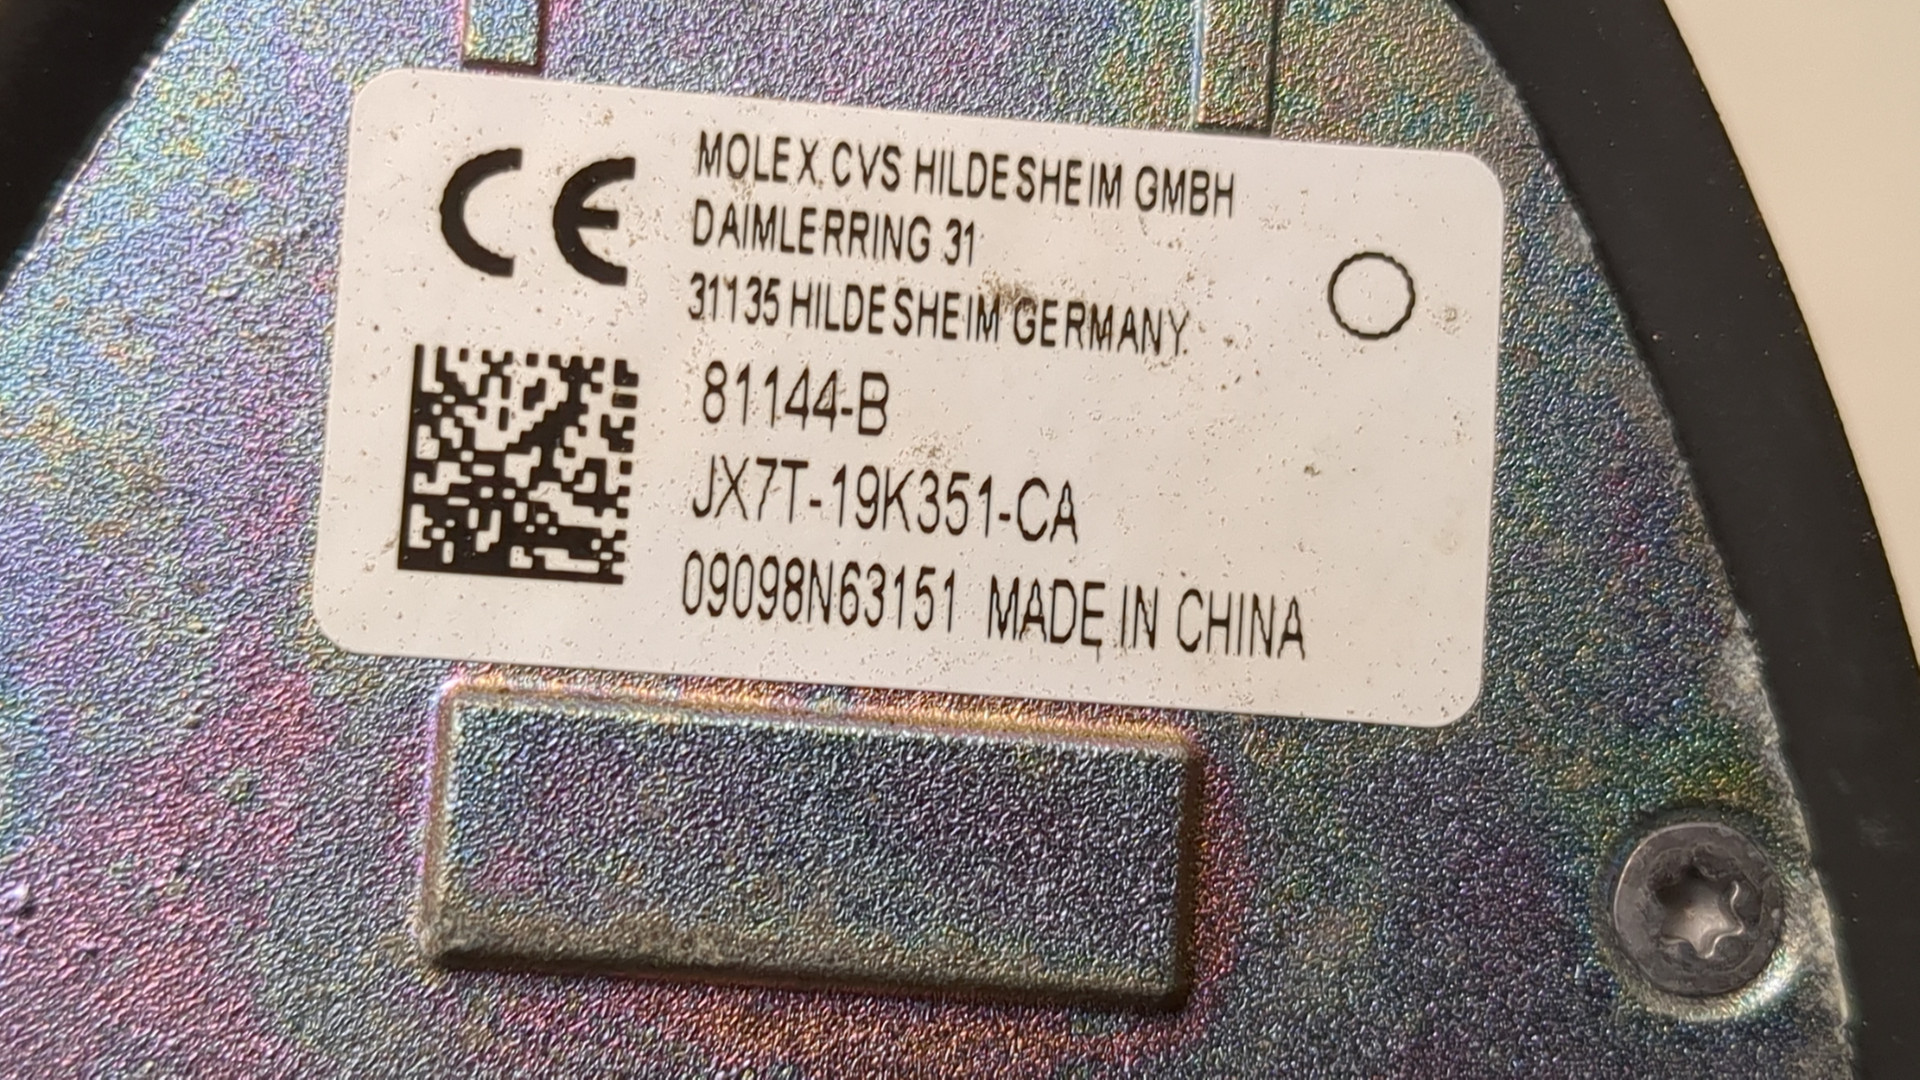 CE
MOLEX CVS HILDESHEIM GMBH
DAIMLERRING 31
31135 HILDESHEIM GERMANY
81144-B
JX7T-19K351-CA
09098N63151 MADE IN CHINA